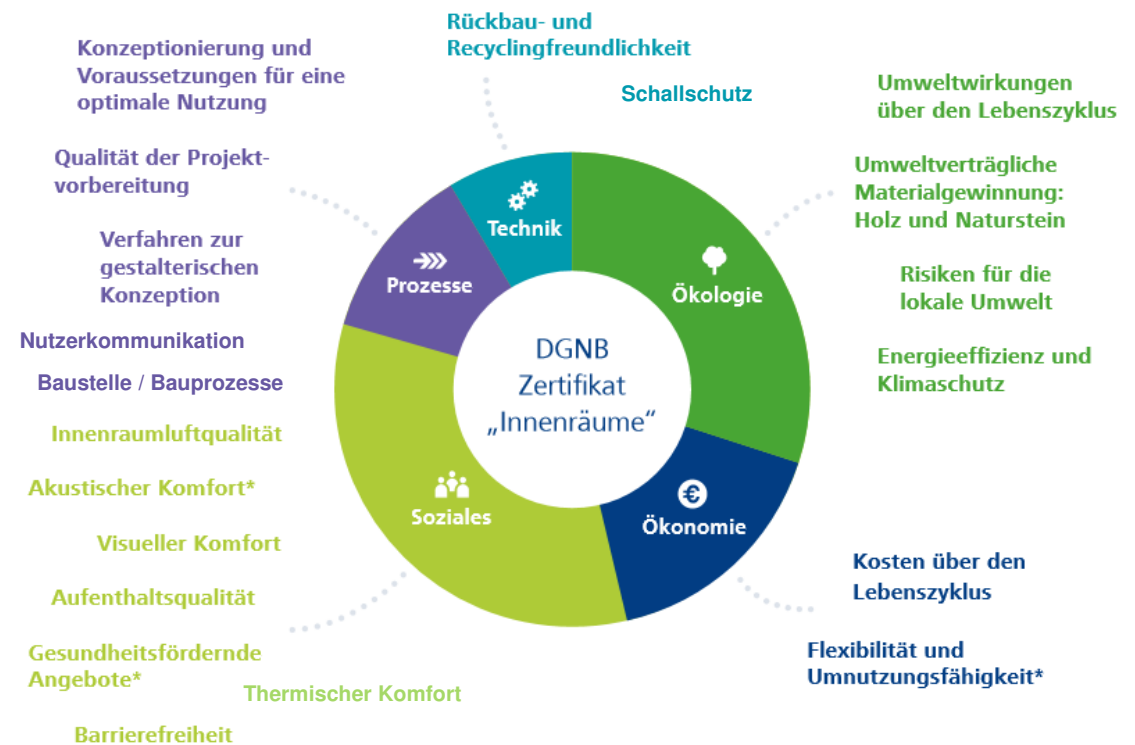 Rückbau- und
Recyclingfreundlichkeit
Schallschutz
Konzeptionierung und
Voraussetzungen für eine
optimale Nutzung
Qualität der Projekt-
vorbereitung
Verfahren zur
gestalterischen
Konzeption
Nutzerkommunikation
Baustelle / Bauprozesse
Innenraumluftqualität
Akustischer Komfort*
Visueller Komfort
Aufenthaltsqualität
Gesundheitsfördernde
Angebote*
Thermischer Komfort
Barrierefreiheit
Technik
Prozesse
Ökologie
DGNB
Zertifikat
„Innenräume“
Soziales
€
Ökonomie
Umweltwirkungen
über den Lebenszyklus
Umweltverträgliche
Materialgewinnung:
Holz und Naturstein
Risiken für die
lokale Umwelt
Energieeffizienz und
Klimaschutz
Kosten über den
Lebenszyklus
Flexibilität und
Umnutzungsfähigkeit*